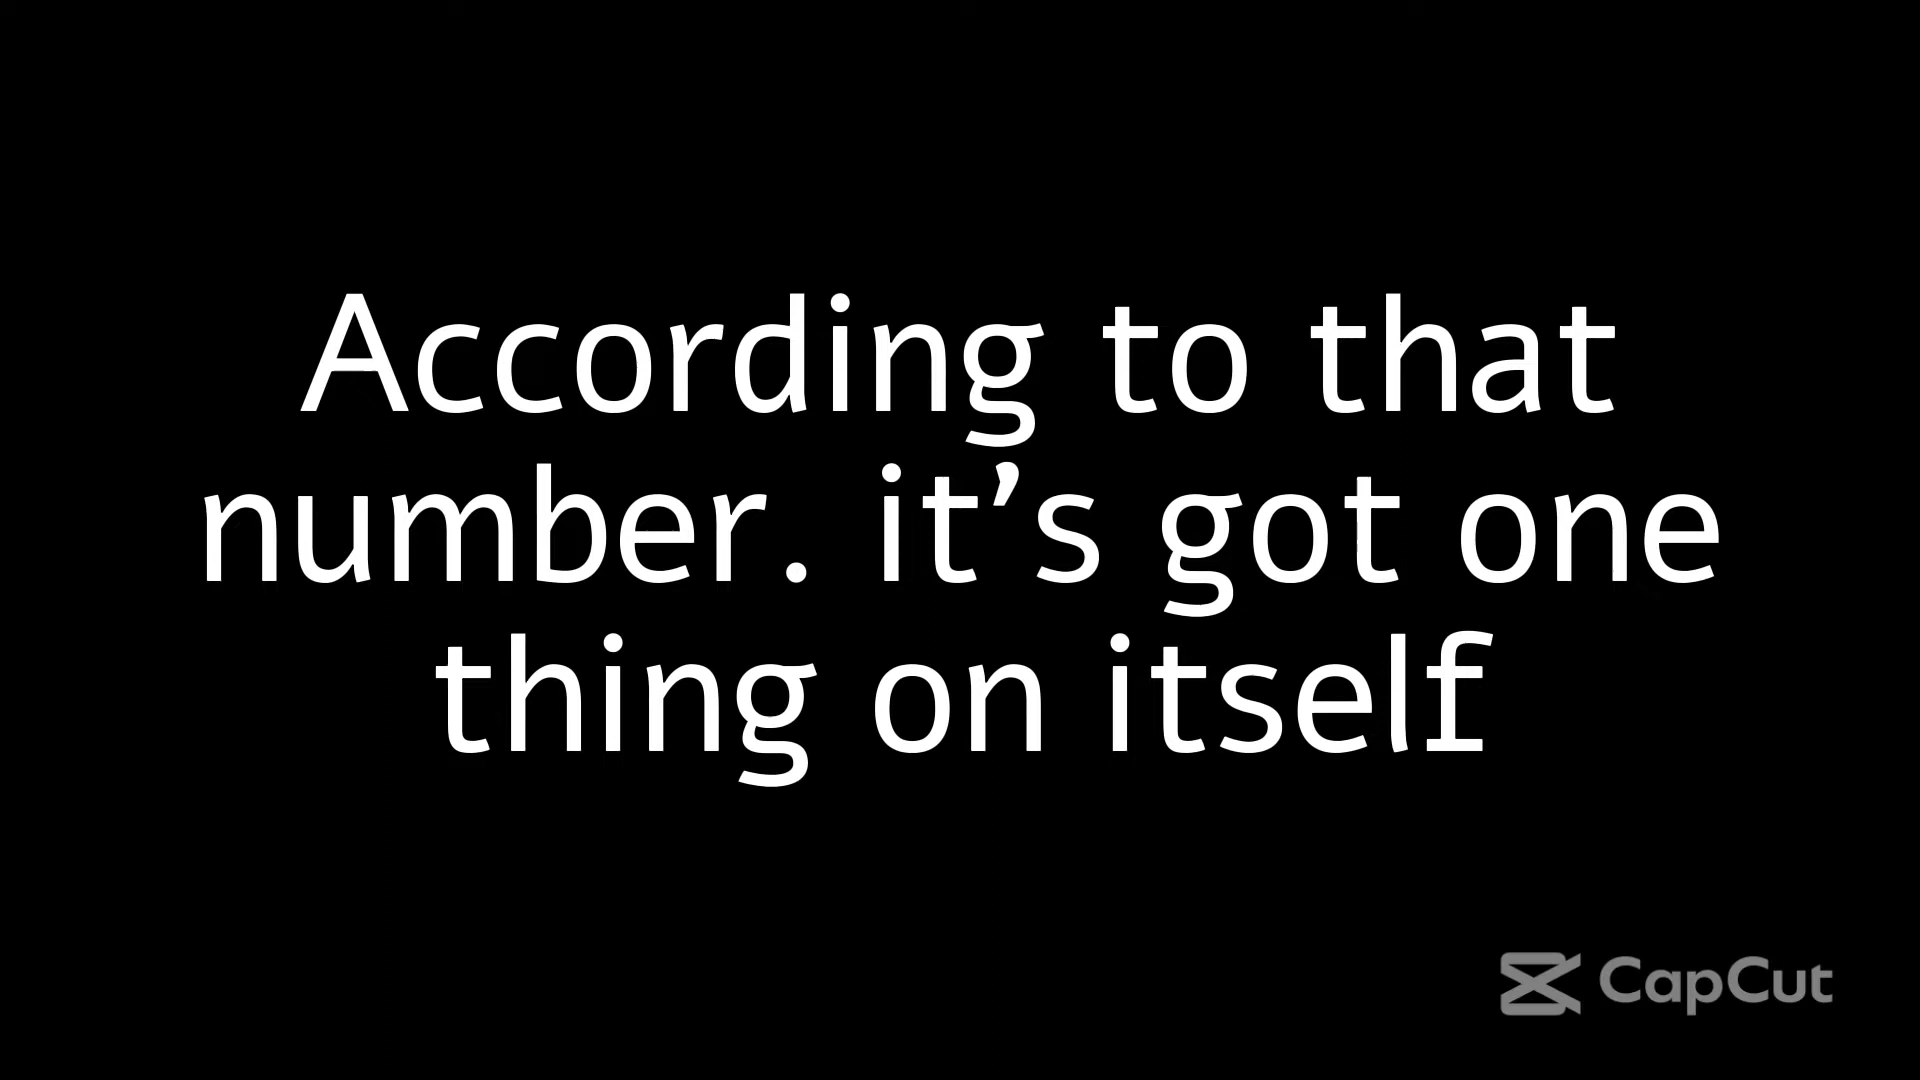 According to that
number. it’s got one
thing on itself
CapCut